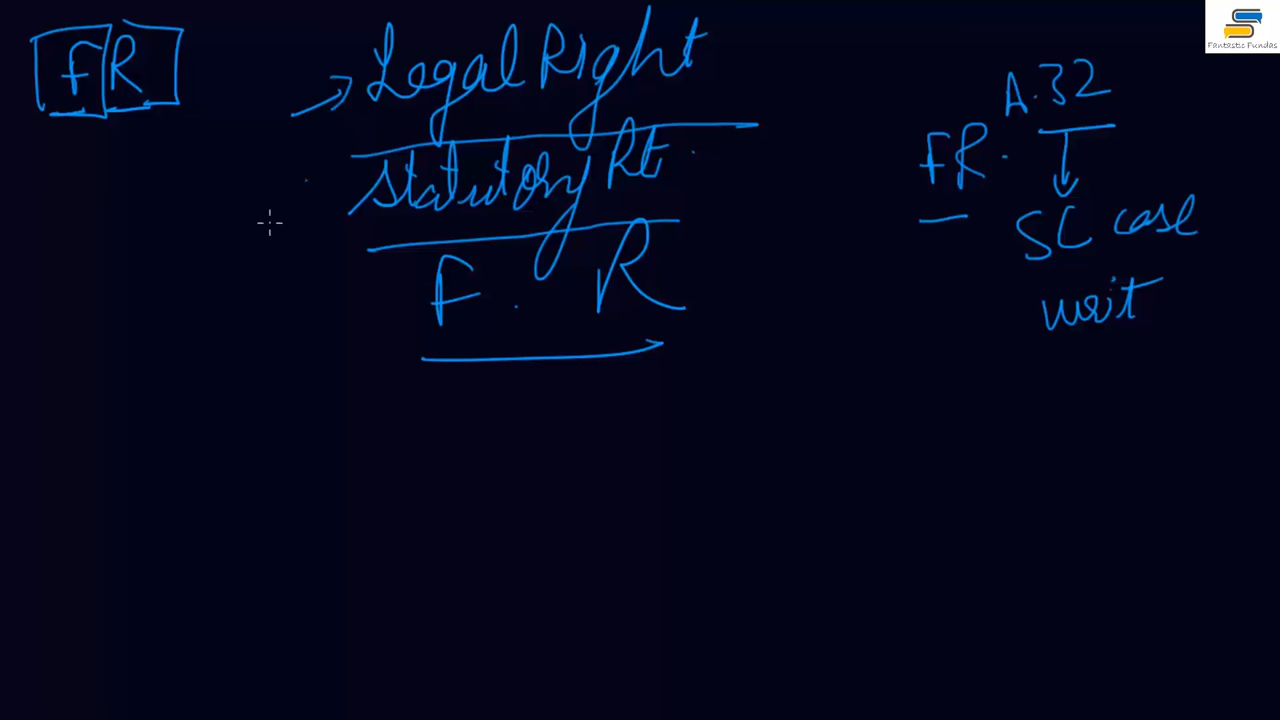 FR
Legal Right
Statutory Rt.
F. R
A. 32
FR.
SC case
writ
Fantastic Fundas